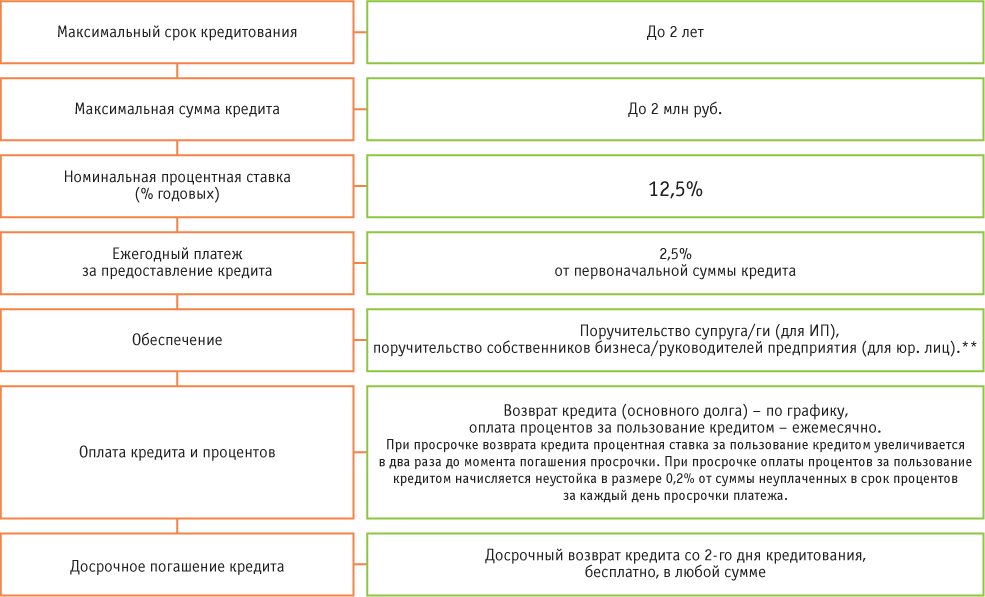 Максимальный срок кредитования
До 2 лет
Максимальная сумма кредита
До 2 млн руб.
Номинальная процентная ставка
(% годовых)
12,5%
Ежегодный платеж
за предоставление кредита
2,5%
от первоначальной суммы кредита
Обеспечение
Поручительство супруга/ги (для ИП),
поручительство собственников бизнеса/руководителей предприятия (для юр. лиц).**
Оплата кредита и процентов
Возврат кредита (основного долга) – по графику,
оплата процентов за пользование кредитом – ежемесячно.
При просрочке возврата кредита процентная ставка за пользование кредитом увеличивается
в два раза до момента погашения просрочки. При просрочке оплаты процентов за пользование
кредитом начисляется неустойка в размере 0,2% от суммы неуплаченных в срок процентов
за каждый день просрочки платежа.
Досрочное погашение кредита
Досрочный возврат кредита со 2-го дня кредитования,
бесплатно, в любой сумме